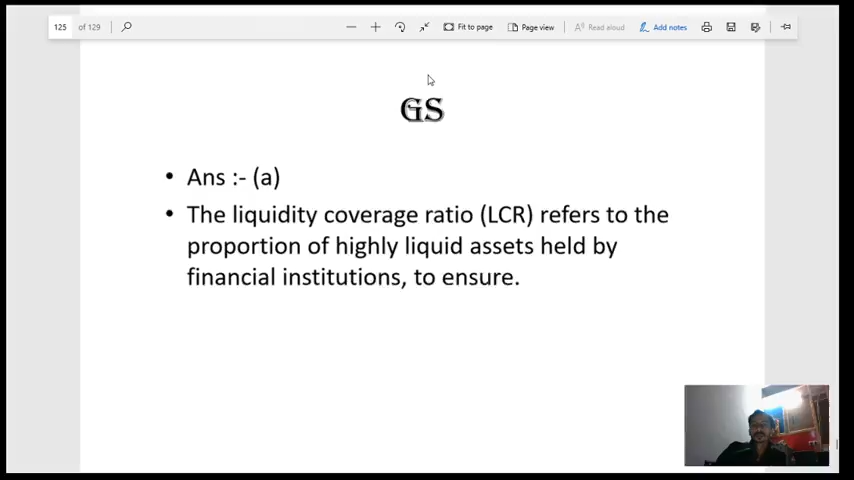 125 of 129 Fit to page Page view Read aloud Add notes
GS
• Ans :- (a)
• The liquidity coverage ratio (LCR) refers to the
proportion of highly liquid assets held by
financial institutions, to ensure.